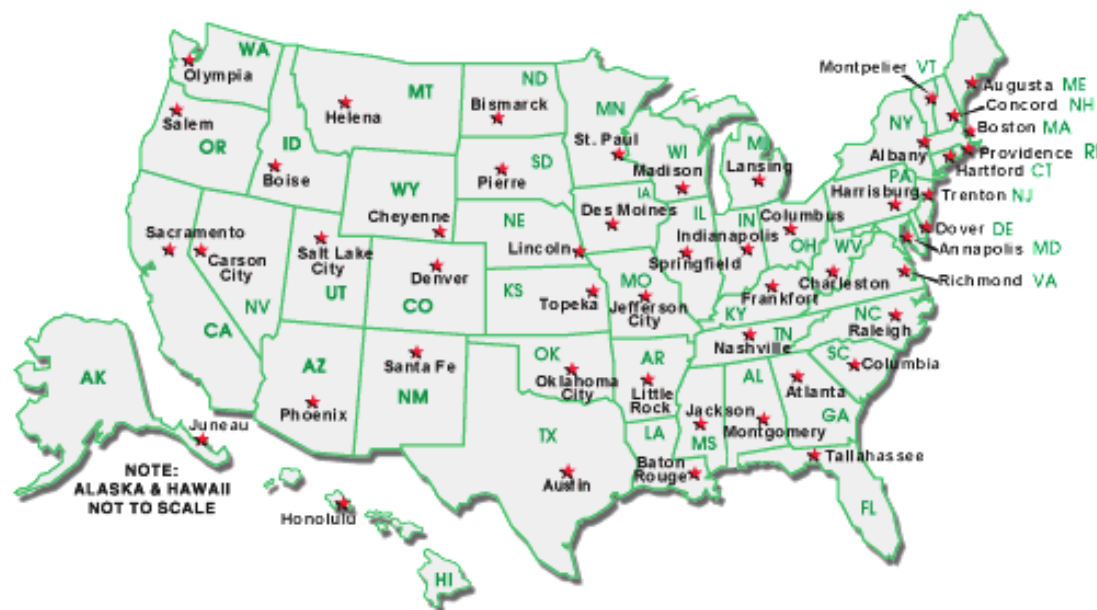 WA
Olympia
MT
Helena
ND
Bismarck
MN
St. Paul
Montpelier VT
Augusta ME
Concord NH
Boston MA
Providence RI
Hartford CT
NY
Albany
Salem
OR
ID
Boise
SD
Pierre
WI
Madison
MI
Lansing
PA
Harrisburg
Trenton NJ
WY
Cheyenne
NE
Lincoln
IA
Des Moines
IL
Springfield
IN
Indianapolis
Columbus
OH
WV
Charleston
Dover DE
Annapolis MD
Richmond VA
Sacramento
CA
Carson
City
NV
Salt Lake
City
UT
Denver
CO
KS
Topeka
MO
Jefferson
City
Frankfort
KY
NC
Raleigh
TN
Nashville
SC
Columbia
AZ
Phoenix
Santa Fe
NM
OK
Oklahoma
City
AR
Little
Rock
AL
Montgomery
Atlanta
GA
Jackson
MS
LA
Baton
Rouge
TX
Austin
Tallahassee
FL
AK
Juneau
NOTE:
ALASKA & HAWAII
NOT TO SCALE
Honolulu
HI